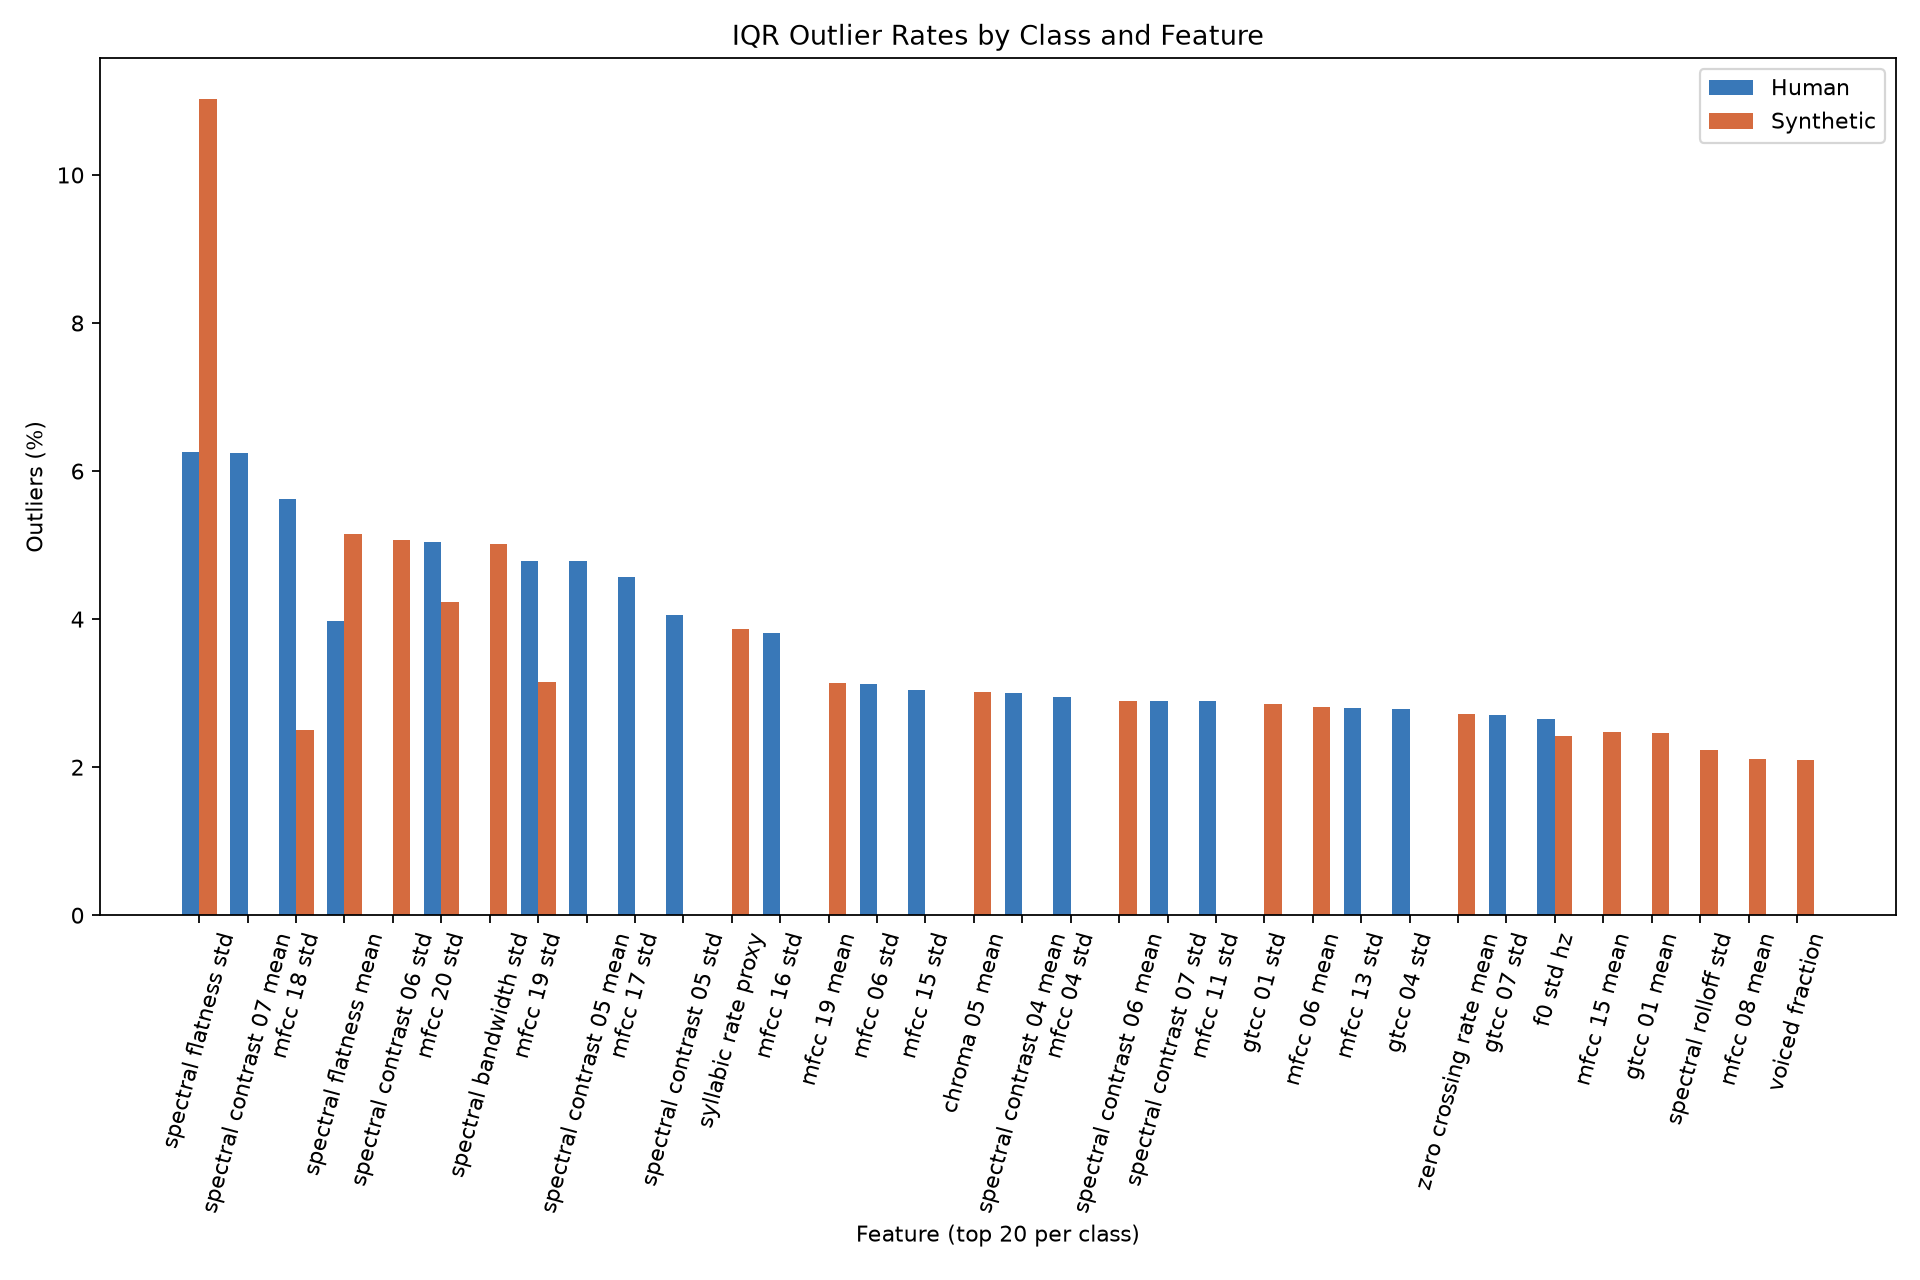 IQR Outlier Rates by Class and Feature
Human
Synthetic
Outliers (%)
10
8
6
4
2
0
spectral flatness std
spectral contrast 07 mean
mfcc 18 std
spectral flatness mean
spectral contrast 06 std
mfcc 20 std
spectral bandwidth std
mfcc 19 std
spectral contrast 05 mean
mfcc 17 std
spectral contrast 05 std
syllabic rate proxy
mfcc 16 std
mfcc 19 mean
mfcc 06 std
mfcc 15 std
chroma 05 mean
spectral contrast 04 mean
mfcc 04 std
spectral contrast 06 mean
spectral contrast 07 std
mfcc 11 std
gtcc 01 std
mfcc 06 mean
mfcc 13 std
gtcc 04 std
zero crossing rate mean
gtcc 07 std
f0 std hz
mfcc 15 mean
gtcc 01 mean
spectral rolloff std
mfcc 08 mean
voiced fraction
Feature (top 20 per class)